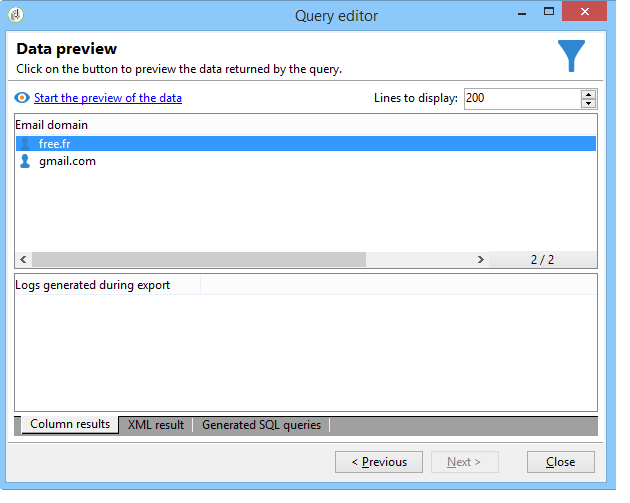 Query editor
Data preview
Click on the button to preview the data returned by the query.
Start the preview of the data
Lines to display: 200
Email domain
free.fr
gmail.com
2 / 2
Logs generated during export
Column results XML result Generated SQL queries
< Previous Next > Close